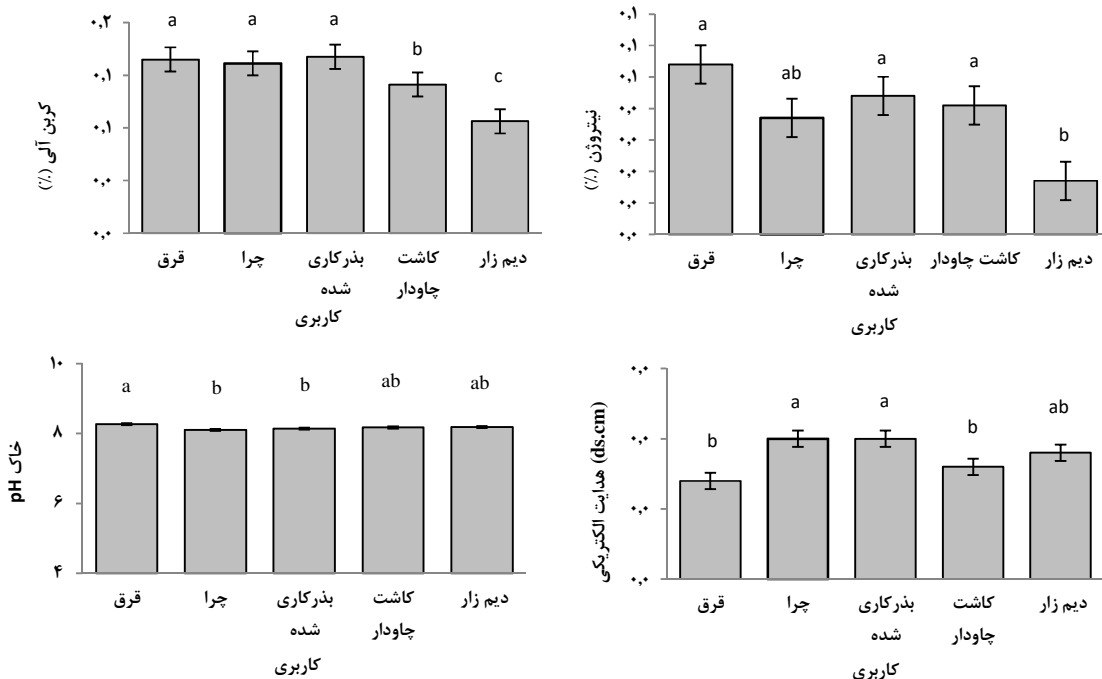 کربن آلی (٪)
۰٫۲
۰٫۱
۰٫۱
۰٫۰
۰٫۰
a a a b c
قرق چرا بذرکاری کاشت دیم زار
شده چاودار
کاربری
نیتروژن (٪)
۰٫۱
۰٫۱
۰٫۱
۰٫۰
۰٫۰
۰٫۰
۰٫۰
۰٫۰
a ab a a b
قرق چرا بذرکاری کاشت چاودار دیم زار
شده
کاربری
pH خاک
۱۰
۸
۶
۴
a b b ab ab
قرق چرا بذرکاری کاشت دیم زار
شده چاودار
کاربری
هدایت الکتریکی (ds.cm)
۰٫۰
۰٫۰
۰٫۰
۰٫۰
b a a b ab
قرق چرا بذرکاری کاشت دیم زار
شده چاودار
کاربری